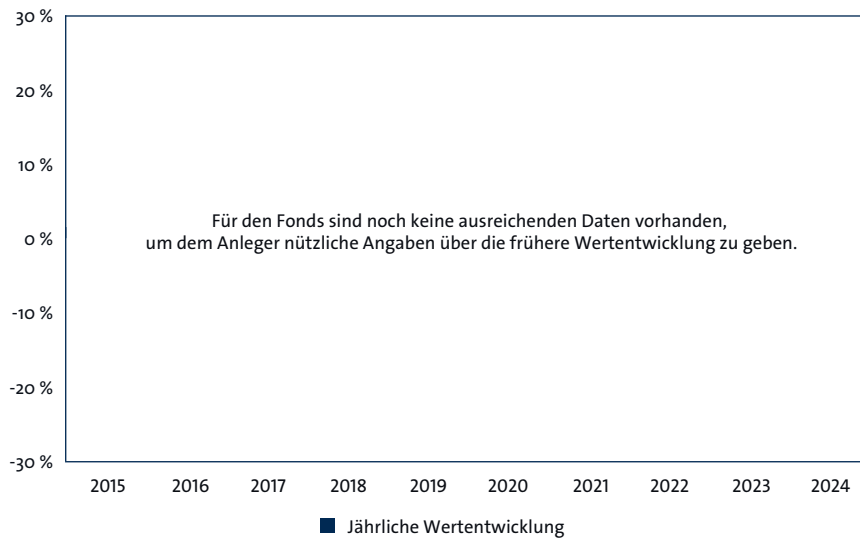 30 %
20 %
10 %
0 %
-10 %
-20 %
-30 %
Für den Fonds sind noch keine ausreichenden Daten vorhanden,
um dem Anleger nützliche Angaben über die frühere Wertentwicklung zu geben.
2015 2016 2017 2018 2019 2020 2021 2022 2023 2024
Jährliche Wertentwicklung